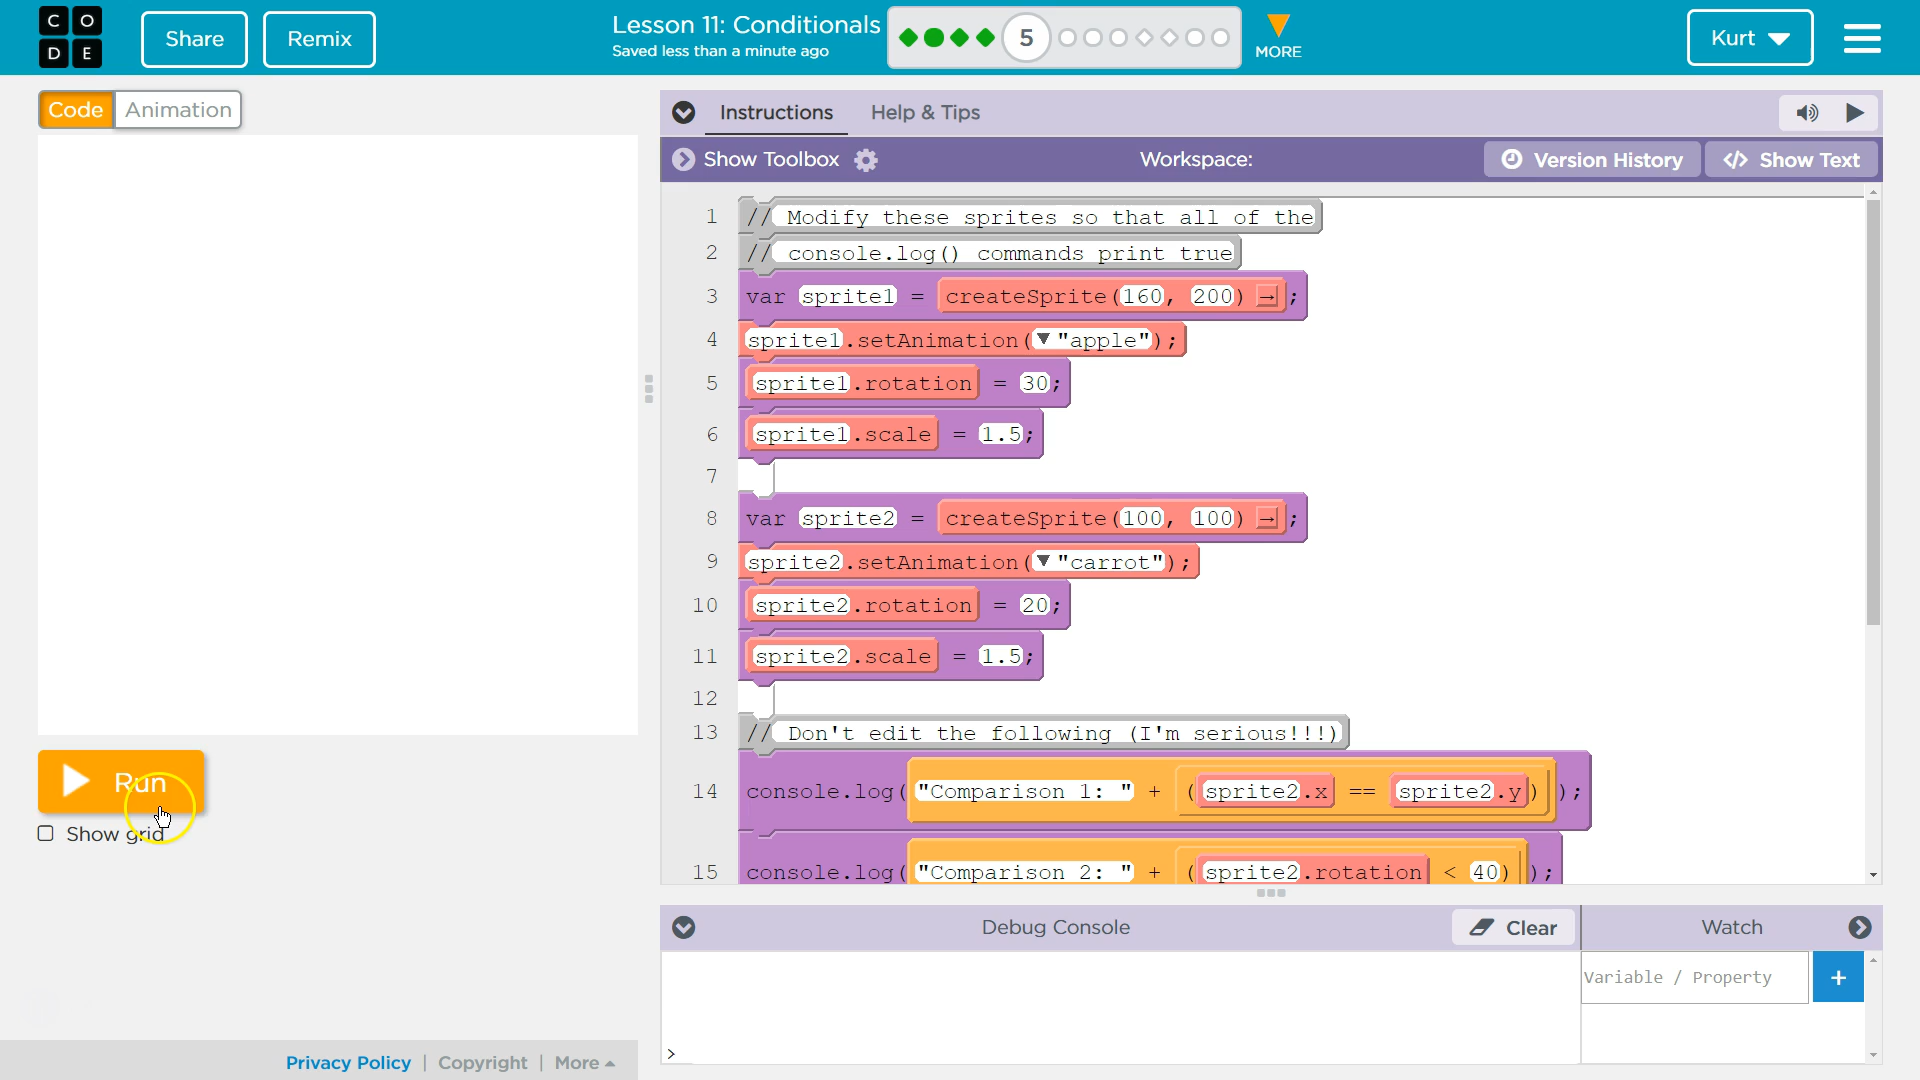 CODE
Share
Remix
Lesson 11: Conditionals
Saved less than a minute ago
5
MORE
Kurt
Code
Animation
Instructions
Help & Tips
Show Toolbox
Workspace:
Version History
</> Show Text
1 // Modify these sprites so that all of the
2 // console.log() commands print true
3 var sprite1 = createSprite(160, 200) → ;
4 sprite1.setAnimation(▼ "apple");
5 sprite1.rotation = 30;
6 sprite1.scale = 1.5;
7
8 var sprite2 = createSprite(100, 100) → ;
9 sprite2.setAnimation(▼ "carrot");
10 sprite2.rotation = 20;
11 sprite2.scale = 1.5;
12
13 // Don't edit the following (I'm serious!!!)
14 console.log("Comparison 1: " + (sprite2.x == sprite2.y));
15 console.log("Comparison 2: " + (sprite2.rotation < 40));
Run
Show grid
Debug Console
Clear
Watch
Variable / Property
+
>
Privacy Policy | Copyright | More